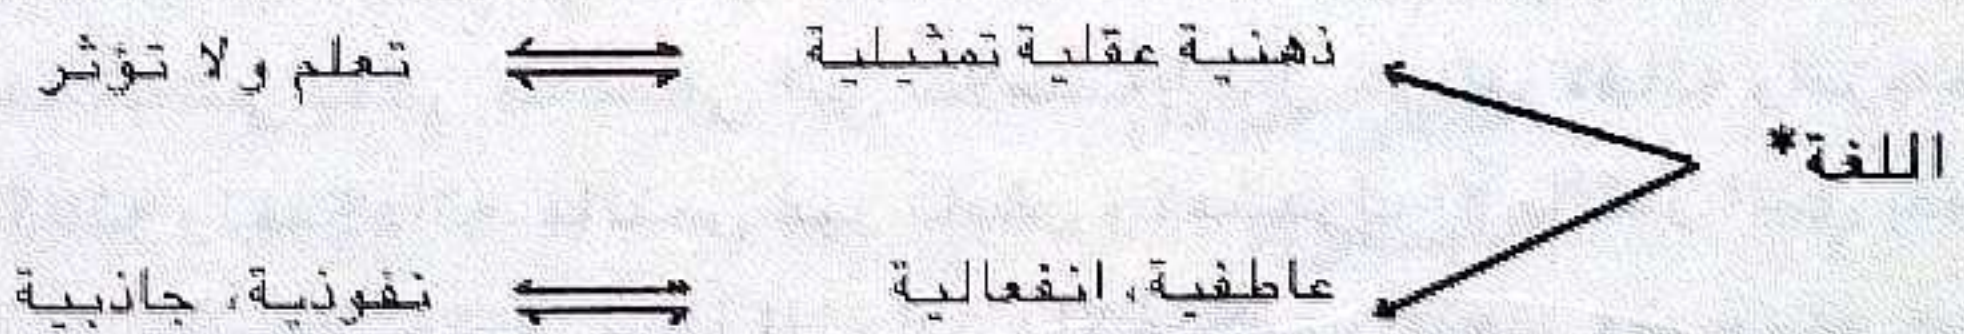 ذهنية عقلية تمثيلية تعلم ولا تؤثر
اللغة*
عاطفية، انفعالية نفوذية، جاذبية